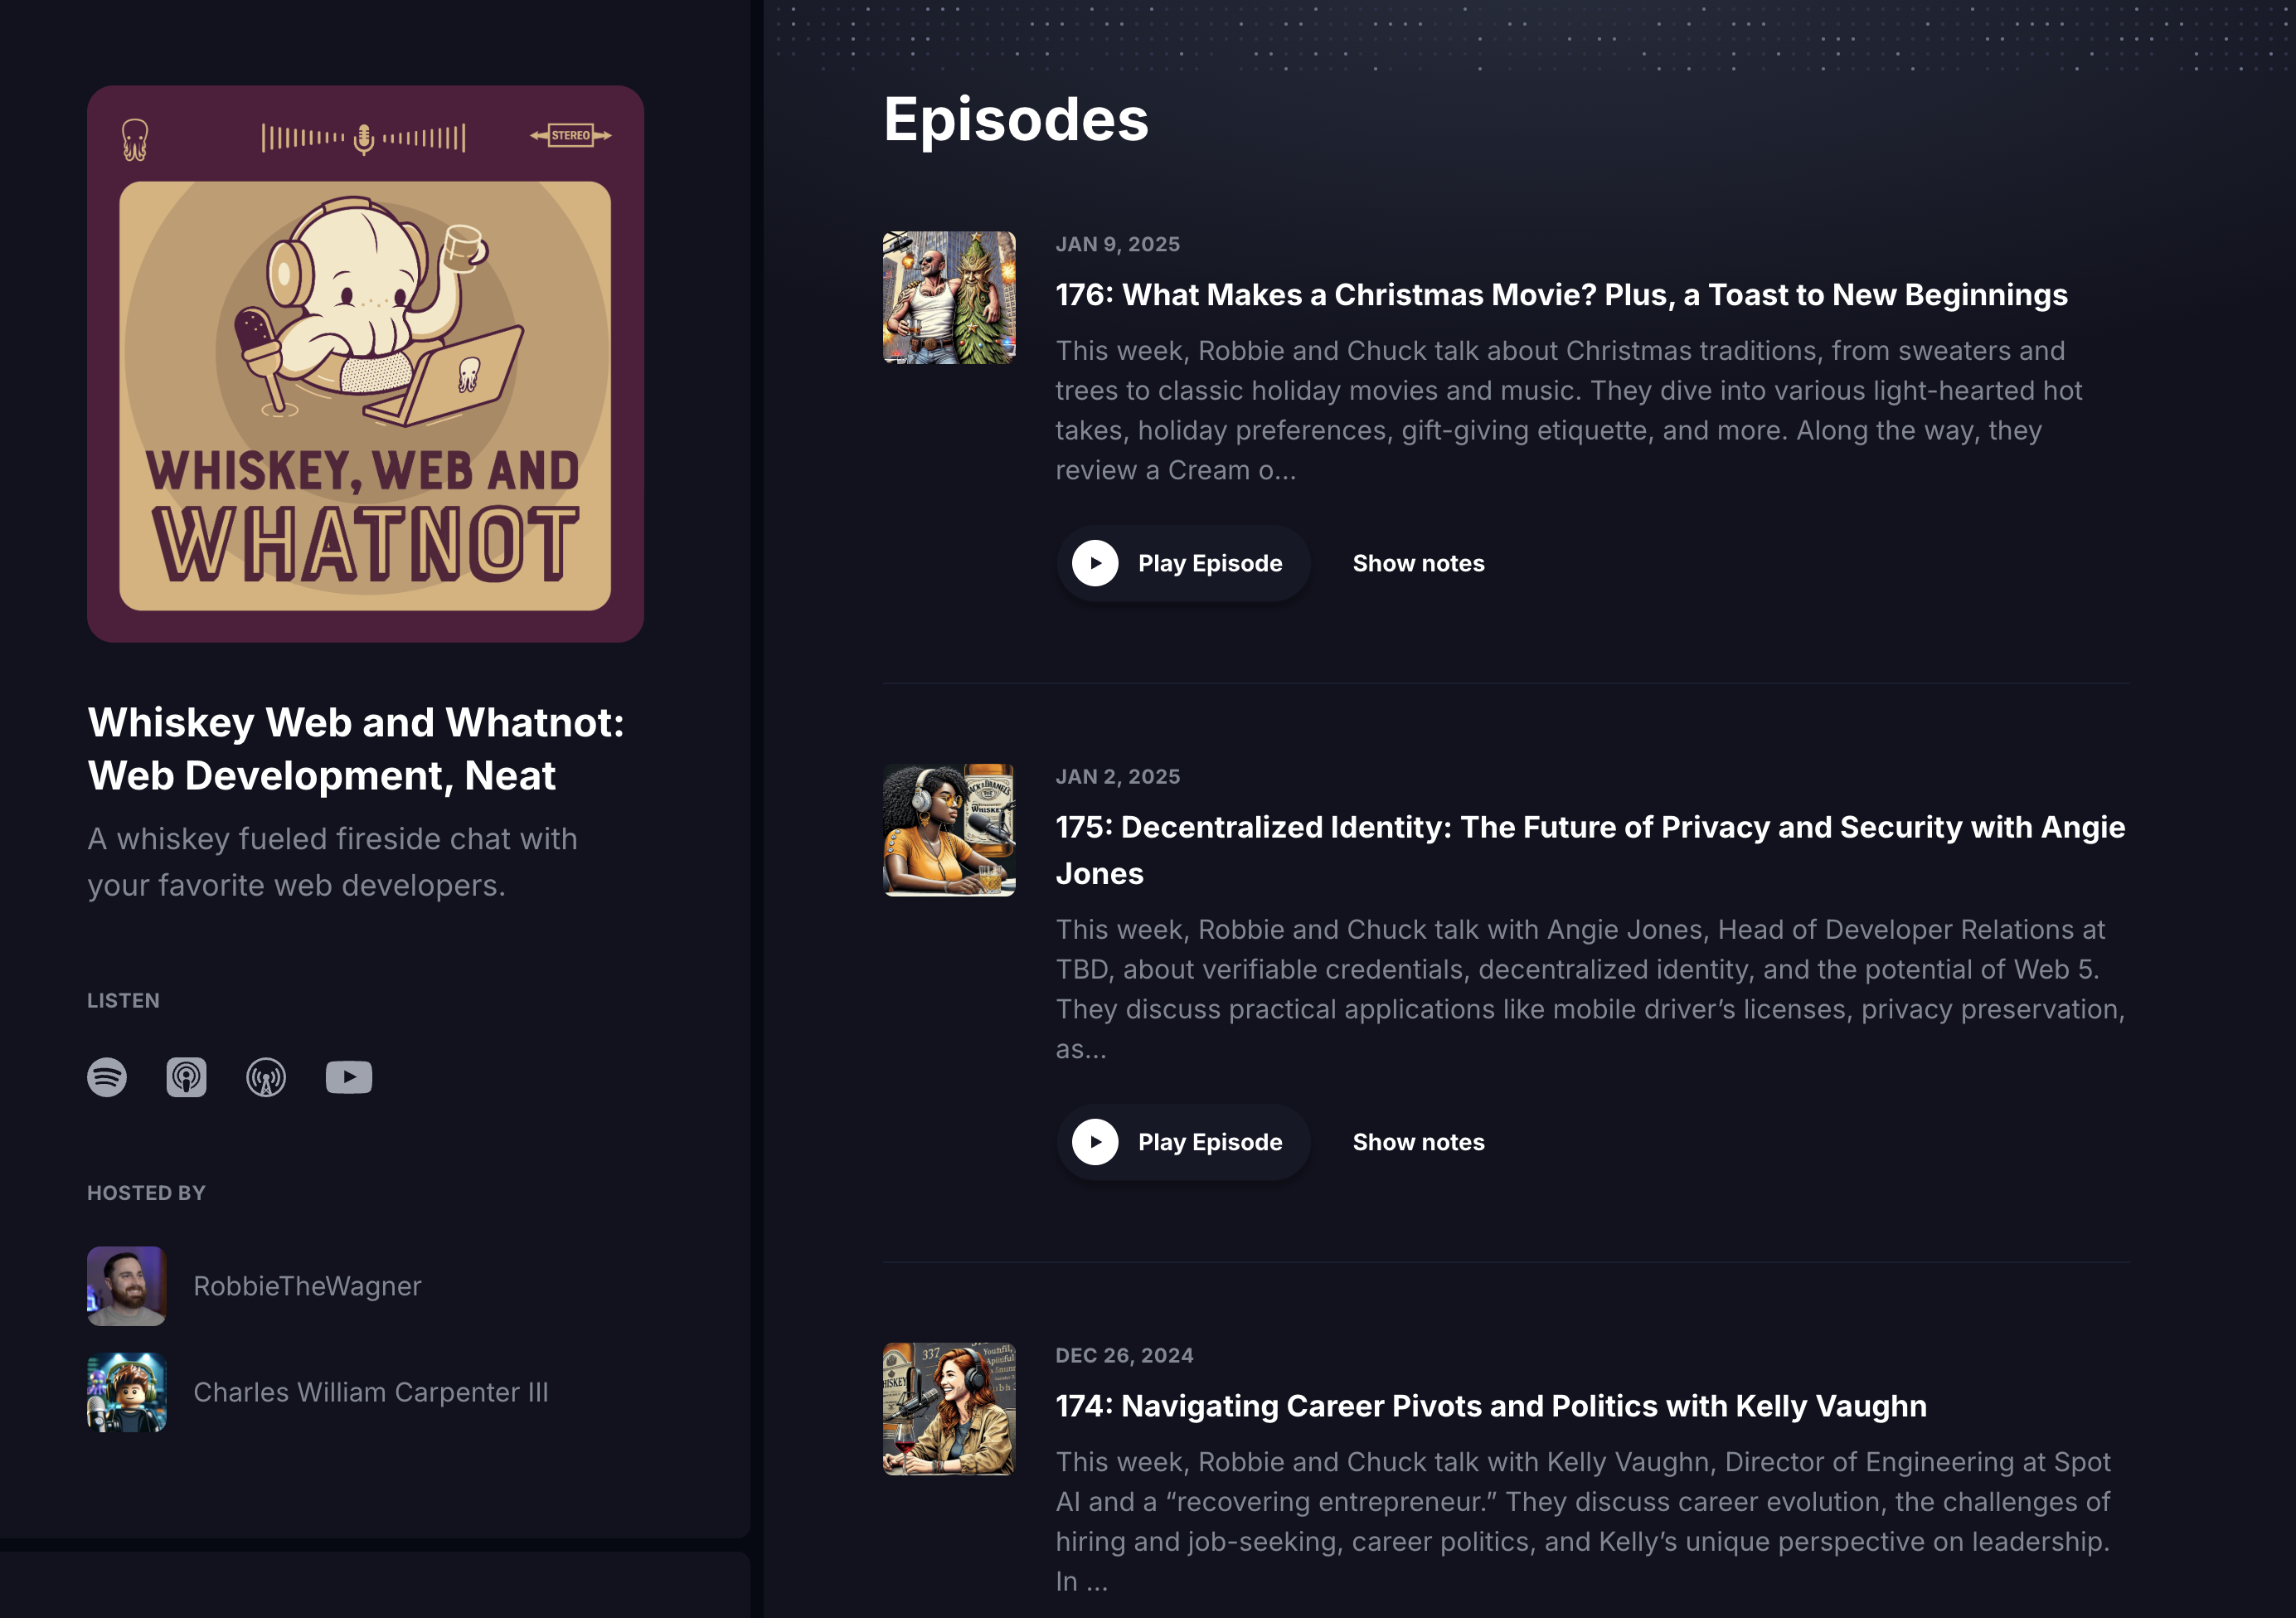 STEREO
WHISKEY, WEB AND
WHATNOT
Whiskey Web and Whatnot:
Web Development, Neat
A whiskey fueled fireside chat with
your favorite web developers.
LISTEN
HOSTED BY
RobbieTheWagner
Charles William Carpenter III
Episodes
JAN 9, 2025
176: What Makes a Christmas Movie? Plus, a Toast to New Beginnings
This week, Robbie and Chuck talk about Christmas traditions, from sweaters and
trees to classic holiday movies and music. They dive into various light-hearted hot
takes, holiday preferences, gift-giving etiquette, and more. Along the way, they
review a Cream o...
Play Episode
Show notes
JAN 2, 2025
175: Decentralized Identity: The Future of Privacy and Security with Angie
Jones
This week, Robbie and Chuck talk with Angie Jones, Head of Developer Relations at
TBD, about verifiable credentials, decentralized identity, and the potential of Web 5.
They discuss practical applications like mobile driver’s licenses, privacy preservation,
as...
Play Episode
Show notes
DEC 26, 2024
174: Navigating Career Pivots and Politics with Kelly Vaughn
This week, Robbie and Chuck talk with Kelly Vaughn, Director of Engineering at Spot
AI and a “recovering entrepreneur.” They discuss career evolution, the challenges of
hiring and job-seeking, career politics, and Kelly’s unique perspective on leadership.
In ...